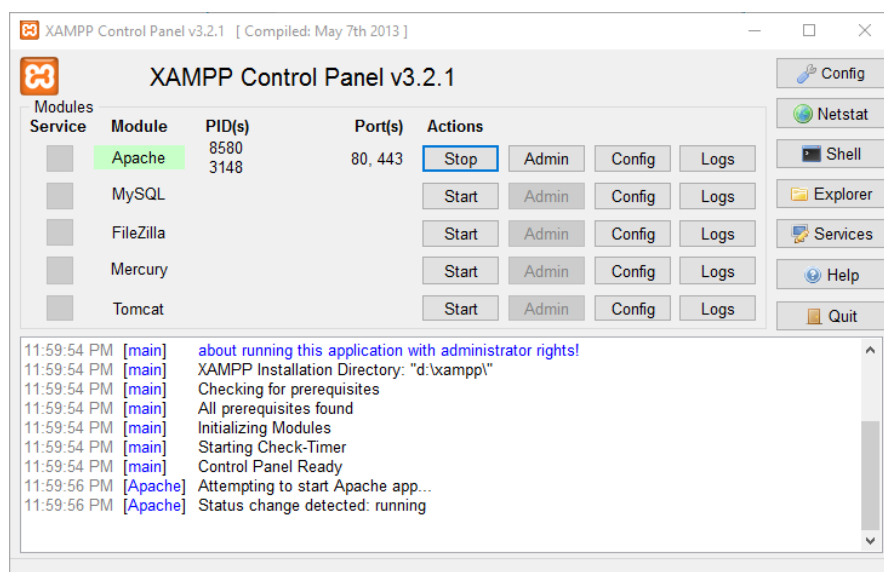 XAMPP Control Panel v3.2.1 [ Compiled: May 7th 2013 ]
XAMPP Control Panel v3.2.1
Config
Netstat
Shell
Explorer
Services
Help
Quit
Modules
Service Module PID(s) Port(s) Actions
Apache 8580 3148 80, 443 Stop Admin Config Logs
MySQL Start Admin Config Logs
FileZilla Start Admin Config Logs
Mercury Start Admin Config Logs
Tomcat Start Admin Config Logs
11:59:54 PM [main] about running this application with administrator rights!
11:59:54 PM [main] XAMPP Installation Directory: "d:\xampp\"
11:59:54 PM [main] Checking for prerequisites
11:59:54 PM [main] All prerequisites found
11:59:54 PM [main] Initializing Modules
11:59:54 PM [main] Starting Check-Timer
11:59:54 PM [main] Control Panel Ready
11:59:56 PM [Apache] Attempting to start Apache app...
11:59:56 PM [Apache] Status change detected: running